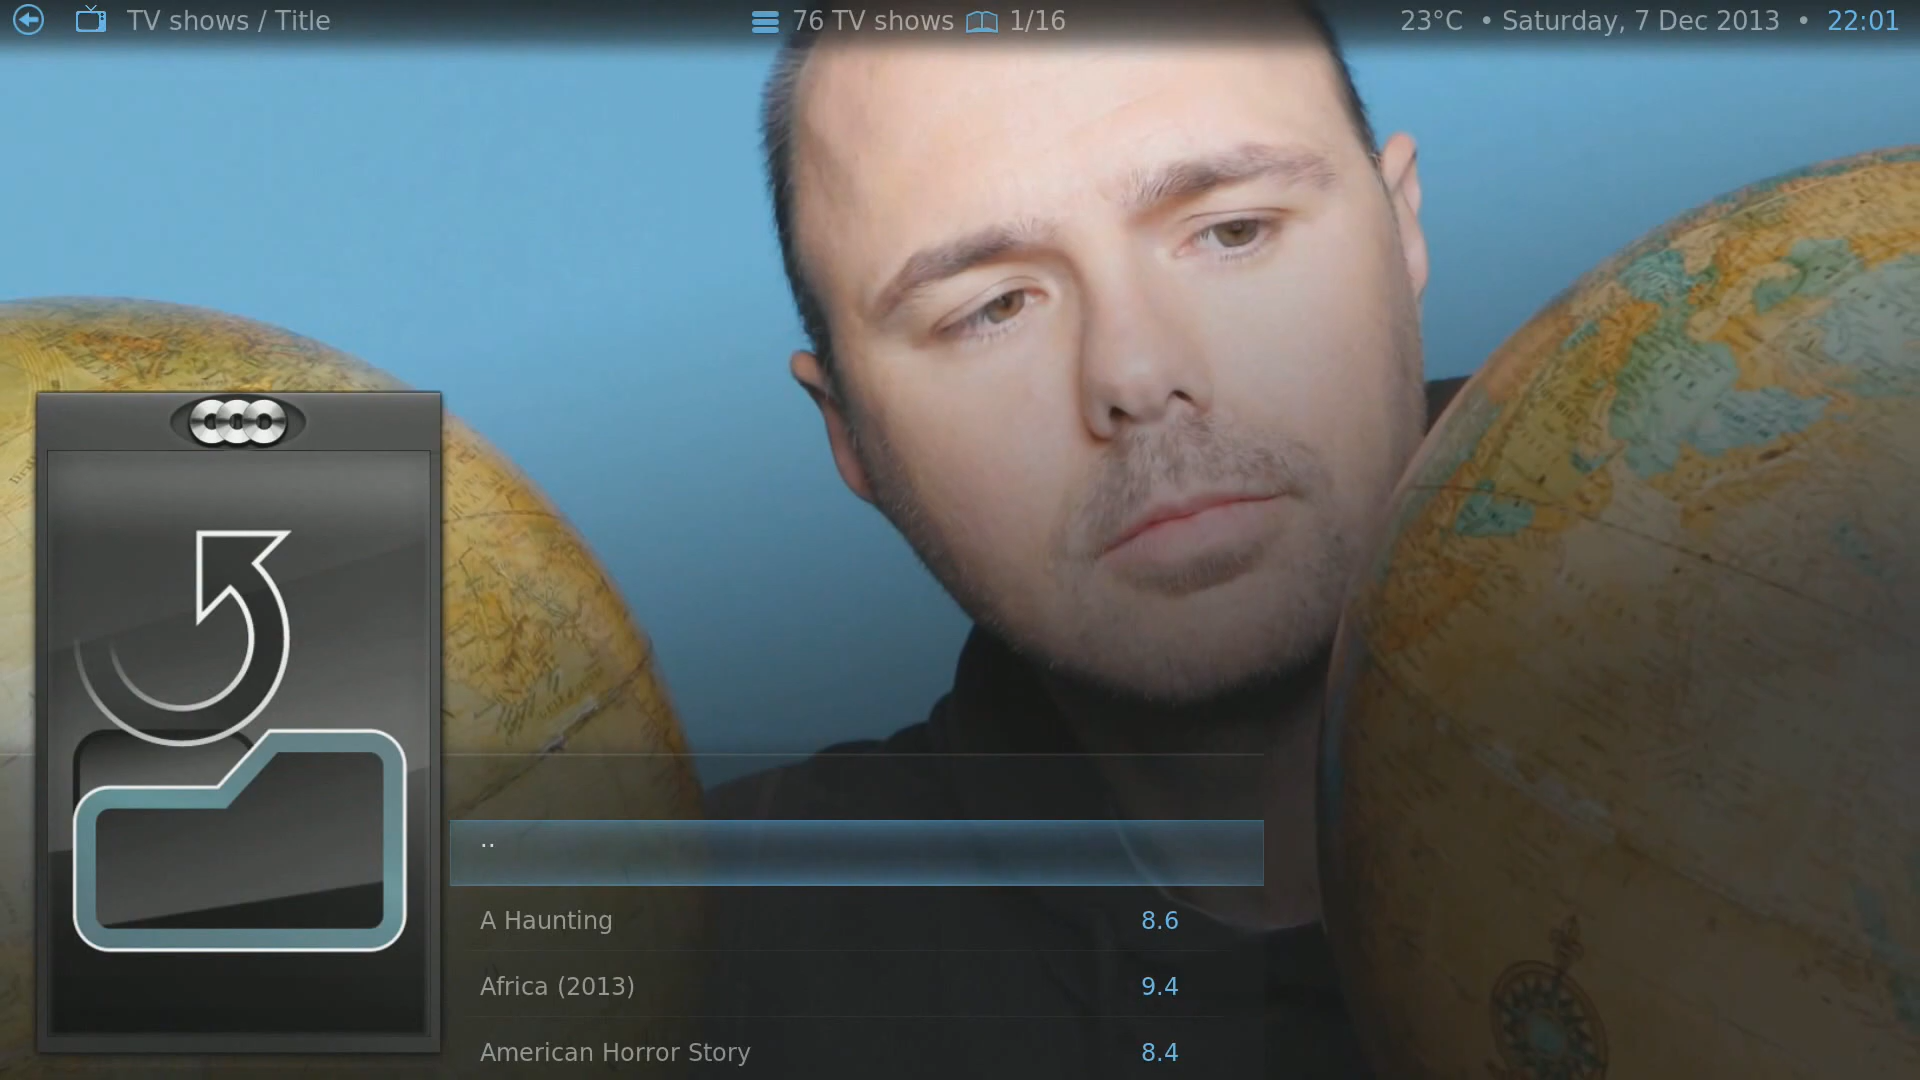 TV shows / Title
76 TV shows 1/16
23°C • Saturday, 7 Dec 2013 • 22:01
..
A Haunting 8.6
Africa (2013) 9.4
American Horror Story 8.4